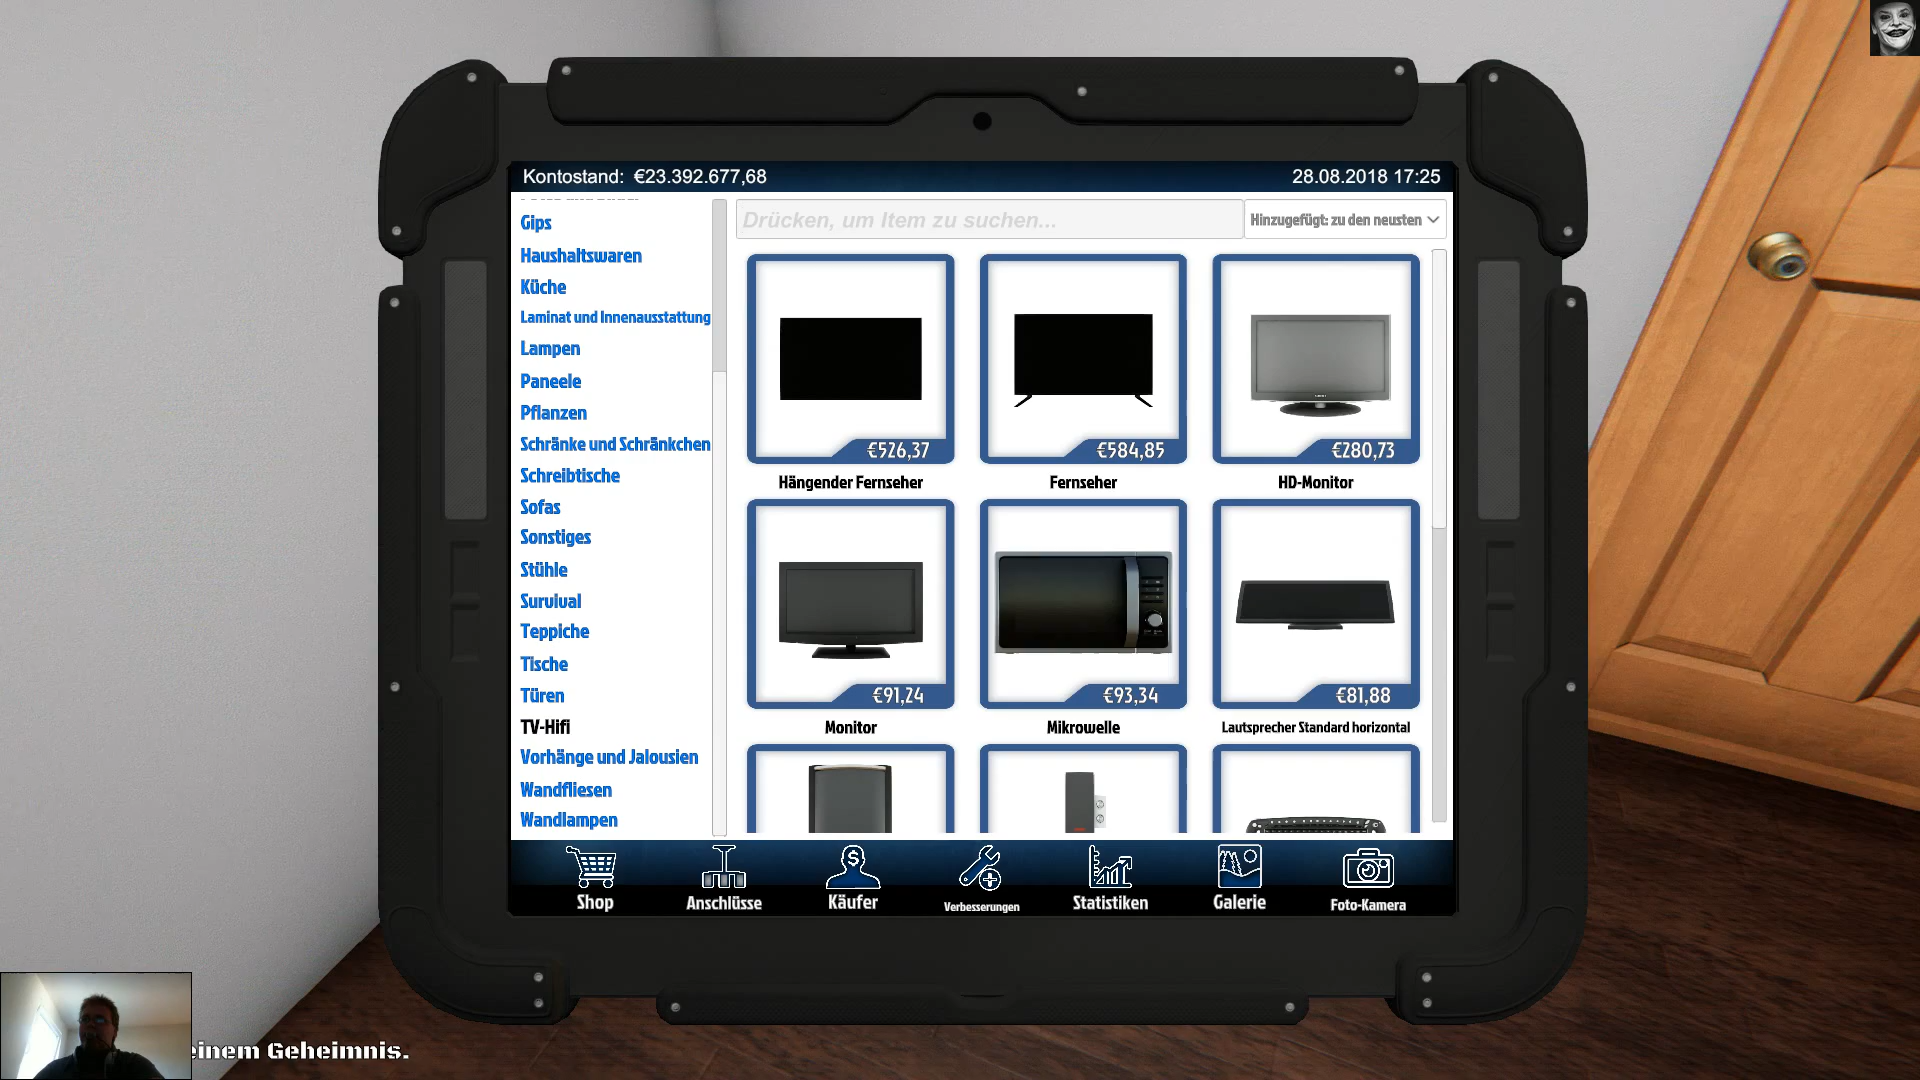 Kontostand: €23.392.677,68
28.08.2018 17:25
Gips
Haushaltswaren
Küche
Laminat und Innenausstattung
Lampen
Paneele
Pflanzen
Schränke und Schränkchen
Schreibtische
Sofas
Sonstiges
Stühle
Survival
Teppiche
Tische
Türen
TV-Hifi
Vorhänge und Jalousien
Wandfliesen
Wandlampen
Drücken, um Item zu suchen...
Hinzugefügt: zu den neusten
€526,37
€584,85
€280,73
Hängender Fernseher
Fernseher
HD-Monitor
€91,24
€93,34
€81,88
Monitor
Mikrowelle
Lautsprecher Standard horizontal
Shop
Anschlüsse
Käufer
Verbesserungen
Statistiken
Galerie
Foto-Kamera
einem Geheimnis.